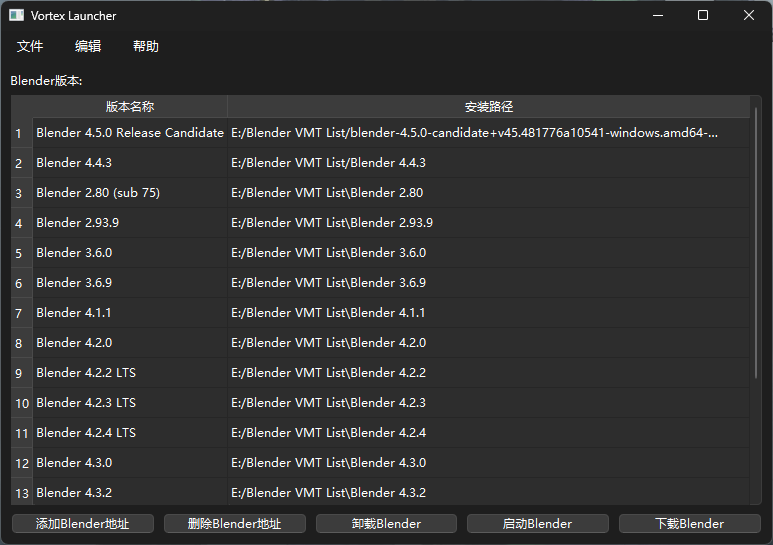 Vortex Launcher
文件 编辑 帮助
Blender版本:
版本名称 安装路径
1 Blender 4.5.0 Release Candidate E:/Blender VMT List/blender-4.5.0-candidate+v45.481776a10541-windows.amd64-...
2 Blender 4.4.3 E:/Blender VMT List/Blender 4.4.3
3 Blender 2.80 (sub 75) E:/Blender VMT List\Blender 2.80
4 Blender 2.93.9 E:/Blender VMT List\Blender 2.93.9
5 Blender 3.6.0 E:/Blender VMT List\Blender 3.6.0
6 Blender 3.6.9 E:/Blender VMT List\Blender 3.6.9
7 Blender 4.1.1 E:/Blender VMT List\Blender 4.1.1
8 Blender 4.2.0 E:/Blender VMT List\Blender 4.2.0
9 Blender 4.2.2 LTS E:/Blender VMT List\Blender 4.2.2
10 Blender 4.2.3 LTS E:/Blender VMT List\Blender 4.2.3
11 Blender 4.2.4 LTS E:/Blender VMT List\Blender 4.2.4
12 Blender 4.3.0 E:/Blender VMT List\Blender 4.3.0
13 Blender 4.3.2 E:/Blender VMT List\Blender 4.3.2
添加Blender地址 删除Blender地址 卸载Blender 启动Blender 下载Blender